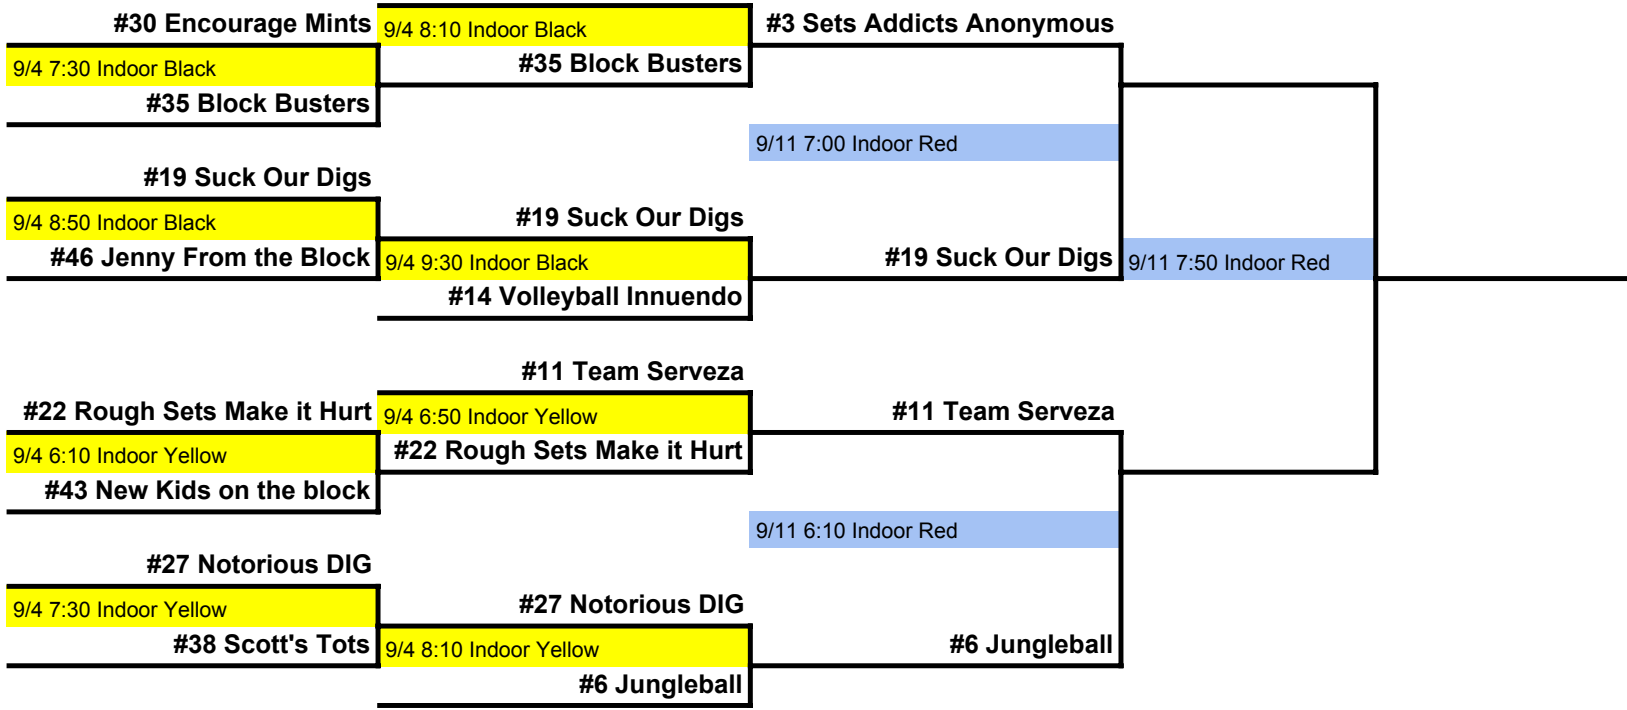 #30 Encourage Mints
9/4 8:10 Indoor Black
#3 Sets Addicts Anonymous
9/4 7:30 Indoor Black
#35 Block Busters
#35 Block Busters
9/11 7:00 Indoor Red
#19 Suck Our Digs
9/4 8:50 Indoor Black
#19 Suck Our Digs
#46 Jenny From the Block
9/4 9:30 Indoor Black
#19 Suck Our Digs
9/11 7:50 Indoor Red
#14 Volleyball Innuendo
#11 Team Serveza
#22 Rough Sets Make it Hurt
9/4 6:50 Indoor Yellow
#11 Team Serveza
9/4 6:10 Indoor Yellow
#22 Rough Sets Make it Hurt
#43 New Kids on the block
9/11 6:10 Indoor Red
#27 Notorious DIG
9/4 7:30 Indoor Yellow
#27 Notorious DIG
#38 Scott's Tots
9/4 8:10 Indoor Yellow
#6 Jungleball
#6 Jungleball